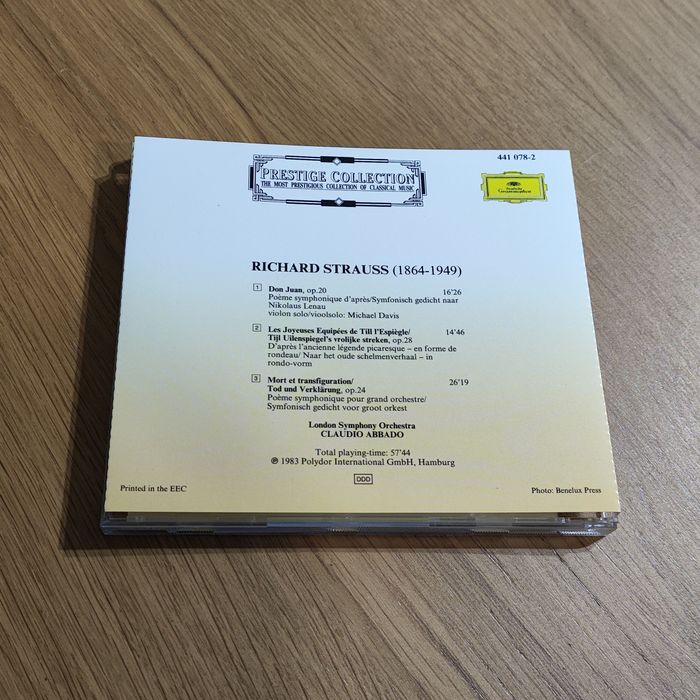 441 078-2
PRESTIGE COLLECTION
THE MOST PRESTIGIOUS COLLECTION OF CLASSICAL MUSIC
Deutsche
Grammophon
RICHARD STRAUSS (1864-1949)
1 Don Juan, op.20 16'26
Poème symphonique d'après/Symfonisch gedicht naar
Nikolaus Lenau
violon solo/vioolsolo: Michael Davis
2 Les Joyeuses Equipées de Till l'Espiègle/ 14'46
Tijl Uilenspiegel's vrolijke streken, op.28
D'après l'ancienne légende picaresque – en forme de
rondeau/ Naar het oude schelmenverhaal – in
rondo-vorm
3 Mort et transfiguration/ 26'19
Tod und Verklärung, op.24
Poème symphonique pour grand orchestre/
Symfonisch gedicht voor groot orkest
London Symphony Orchestra
CLAUDIO ABBADO
Total playing-time: 57'44
℗ 1983 Polydor International GmbH, Hamburg
DDD
Printed in the EEC
Photo: Benelux Press